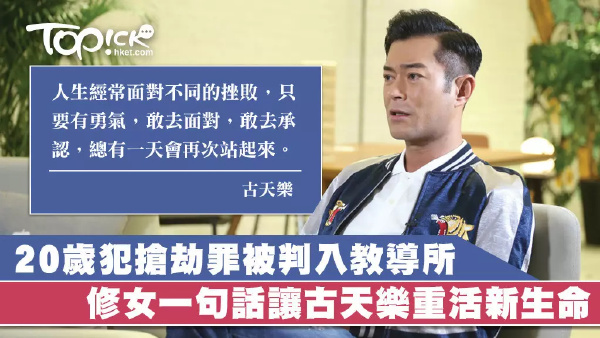 TOPICK
hket.com
人生經常面對不同的挫敗，只
要有勇氣，敢去面對，敢去承
認，總有一天會再次站起來。
古天樂
20歲犯搶劫罪被判入教導所
修女一句話讓古天樂重活新生命